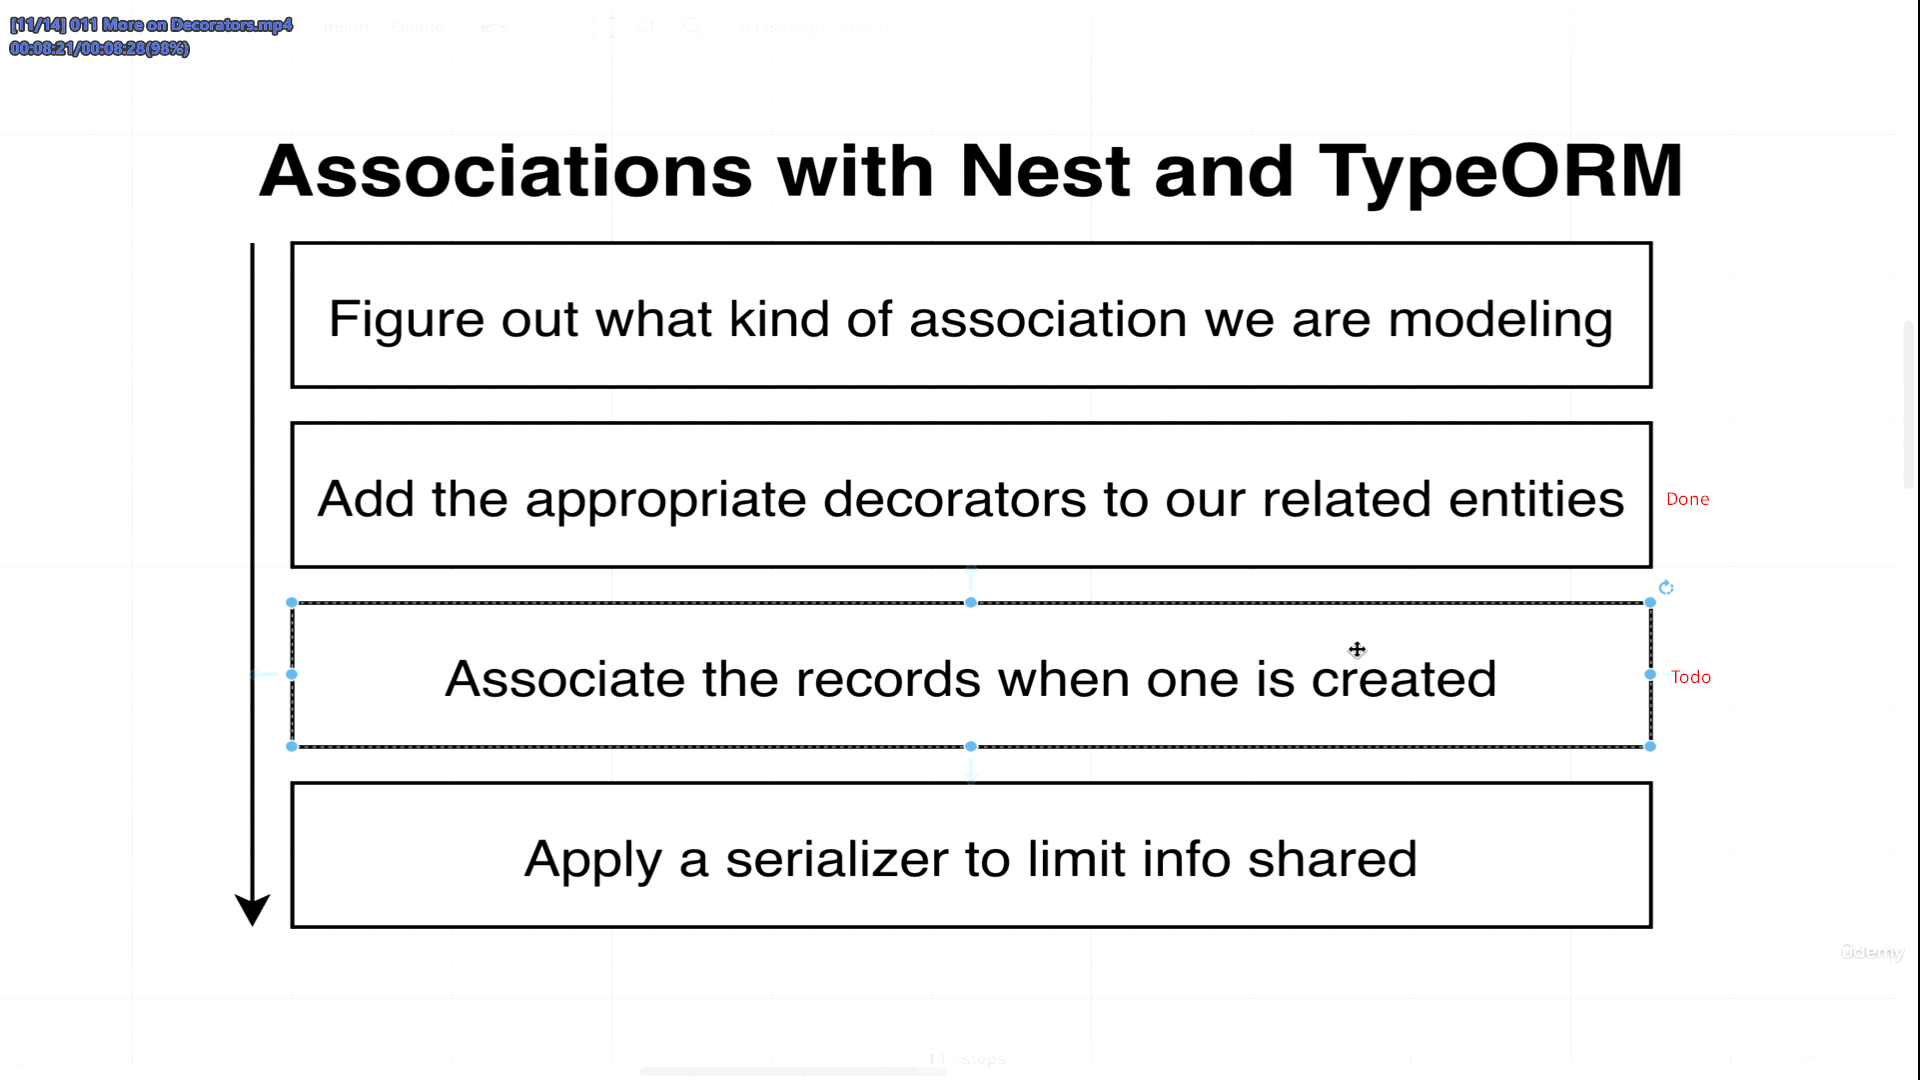 [11/14] 011 More on Decorators.mp4
00:08:21/00:08:28(98%)
Insert Delete
Associations with Nest and TypeORM
Figure out what kind of association we are modeling
Add the appropriate decorators to our related entities
Done
Associate the records when one is created
Todo
Apply a serializer to limit info shared
ûdemy
14 - steps